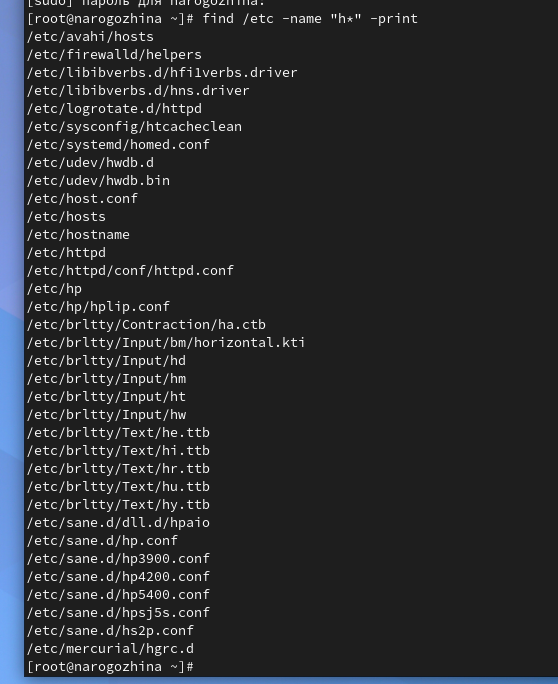 [sudo] пароль для narogozhina:
[root@narogozhina ~]# find /etc -name "h*" -print
/etc/avahi/hosts
/etc/firewalld/helpers
/etc/libibverbs.d/hfi1verbs.driver
/etc/libibverbs.d/hns.driver
/etc/logrotate.d/httpd
/etc/sysconfig/htcacheclean
/etc/systemd/homed.conf
/etc/udev/hwdb.d
/etc/udev/hwdb.bin
/etc/host.conf
/etc/hosts
/etc/hostname
/etc/httpd
/etc/httpd/conf/httpd.conf
/etc/hp
/etc/hp/hplip.conf
/etc/brltty/Contraction/ha.ctb
/etc/brltty/Input/bm/horizontal.kti
/etc/brltty/Input/hd
/etc/brltty/Input/hm
/etc/brltty/Input/ht
/etc/brltty/Input/hw
/etc/brltty/Text/he.ttb
/etc/brltty/Text/hi.ttb
/etc/brltty/Text/hr.ttb
/etc/brltty/Text/hu.ttb
/etc/brltty/Text/hy.ttb
/etc/sane.d/dll.d/hpaio
/etc/sane.d/hp.conf
/etc/sane.d/hp3900.conf
/etc/sane.d/hp4200.conf
/etc/sane.d/hp5400.conf
/etc/sane.d/hpsj5s.conf
/etc/sane.d/hs2p.conf
/etc/mercurial/hgrc.d
[root@narogozhina ~]#